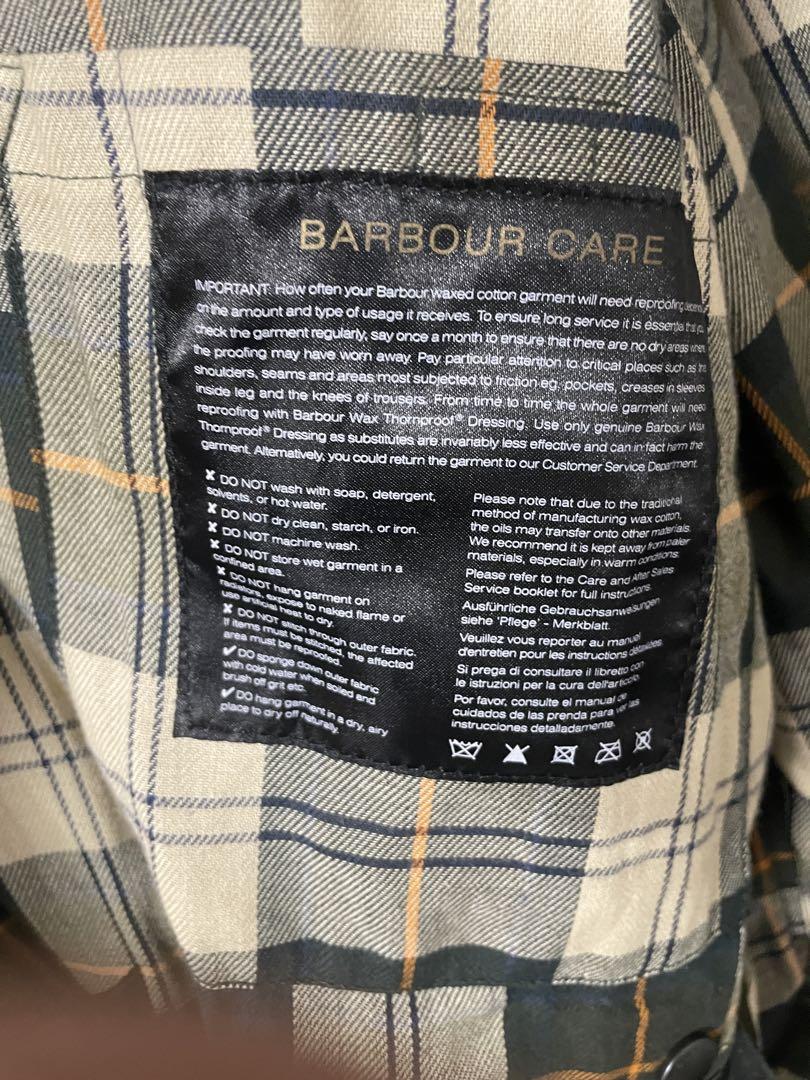 BARBOUR CARE
IMPORTANT: How often your Barbour waxed cotton garment will need reproofing
on the amount and type of usage it receives. To ensure long service it is essential that you
check the garment regularly, say once a month to ensure that there are no dry areas where
the proofing may have worn away. Pay particular attention to critical places such as the
shoulders, seams and areas most subjected to friction eg. pockets, creases in sleeves
inside leg and the knees of trousers. From time to time the whole garment will need
reproofing with Barbour Wax Thornproof® Dressing. Use only genuine Barbour Wax
Thornproof® Dressing as substitutes are invariably less effective and can in fact harm the
garment. Alternatively, you could return the garment to our Customer Service Department.
✘ DO NOT wash with soap, detergent,
solvents, or hot water.
✘ DO NOT dry clean, starch, or iron.
✘ DO NOT machine wash.
✘ DO NOT store wet garment in a
confined area.
✘ DO NOT hang garment on
radiators, expose to naked flame or
use artificial heat to dry.
✘ DO NOT stitch through outer fabric.
If items must be stitched, the affected
area must be reproofed.
✔ DO sponge down outer fabric
with cold water when soiled and
brush off grit etc.
✔ DO hang garment in a dry, airy
place to dry off naturally.
Please note that due to the traditional
method of manufacturing wax cotton,
the oils may transfer onto other materials.
We recommend it is kept away from paler
materials, especially in warm conditions.
Please refer to the Care and After Sales
Service booklet for full instructions.
Ausführliche Gebrauchsanweisungen
siehe 'Pflege' - Merkblatt.
Veuillez vous reporter au manuel
d'entretien pour les instructions détaillées.
Si prega di consultare il libretto con
le istruzioni per la cura dell'articolo.
Por favor, consulte el manual de
cuidados de las prenda para ver las
instrucciones detalladamente.